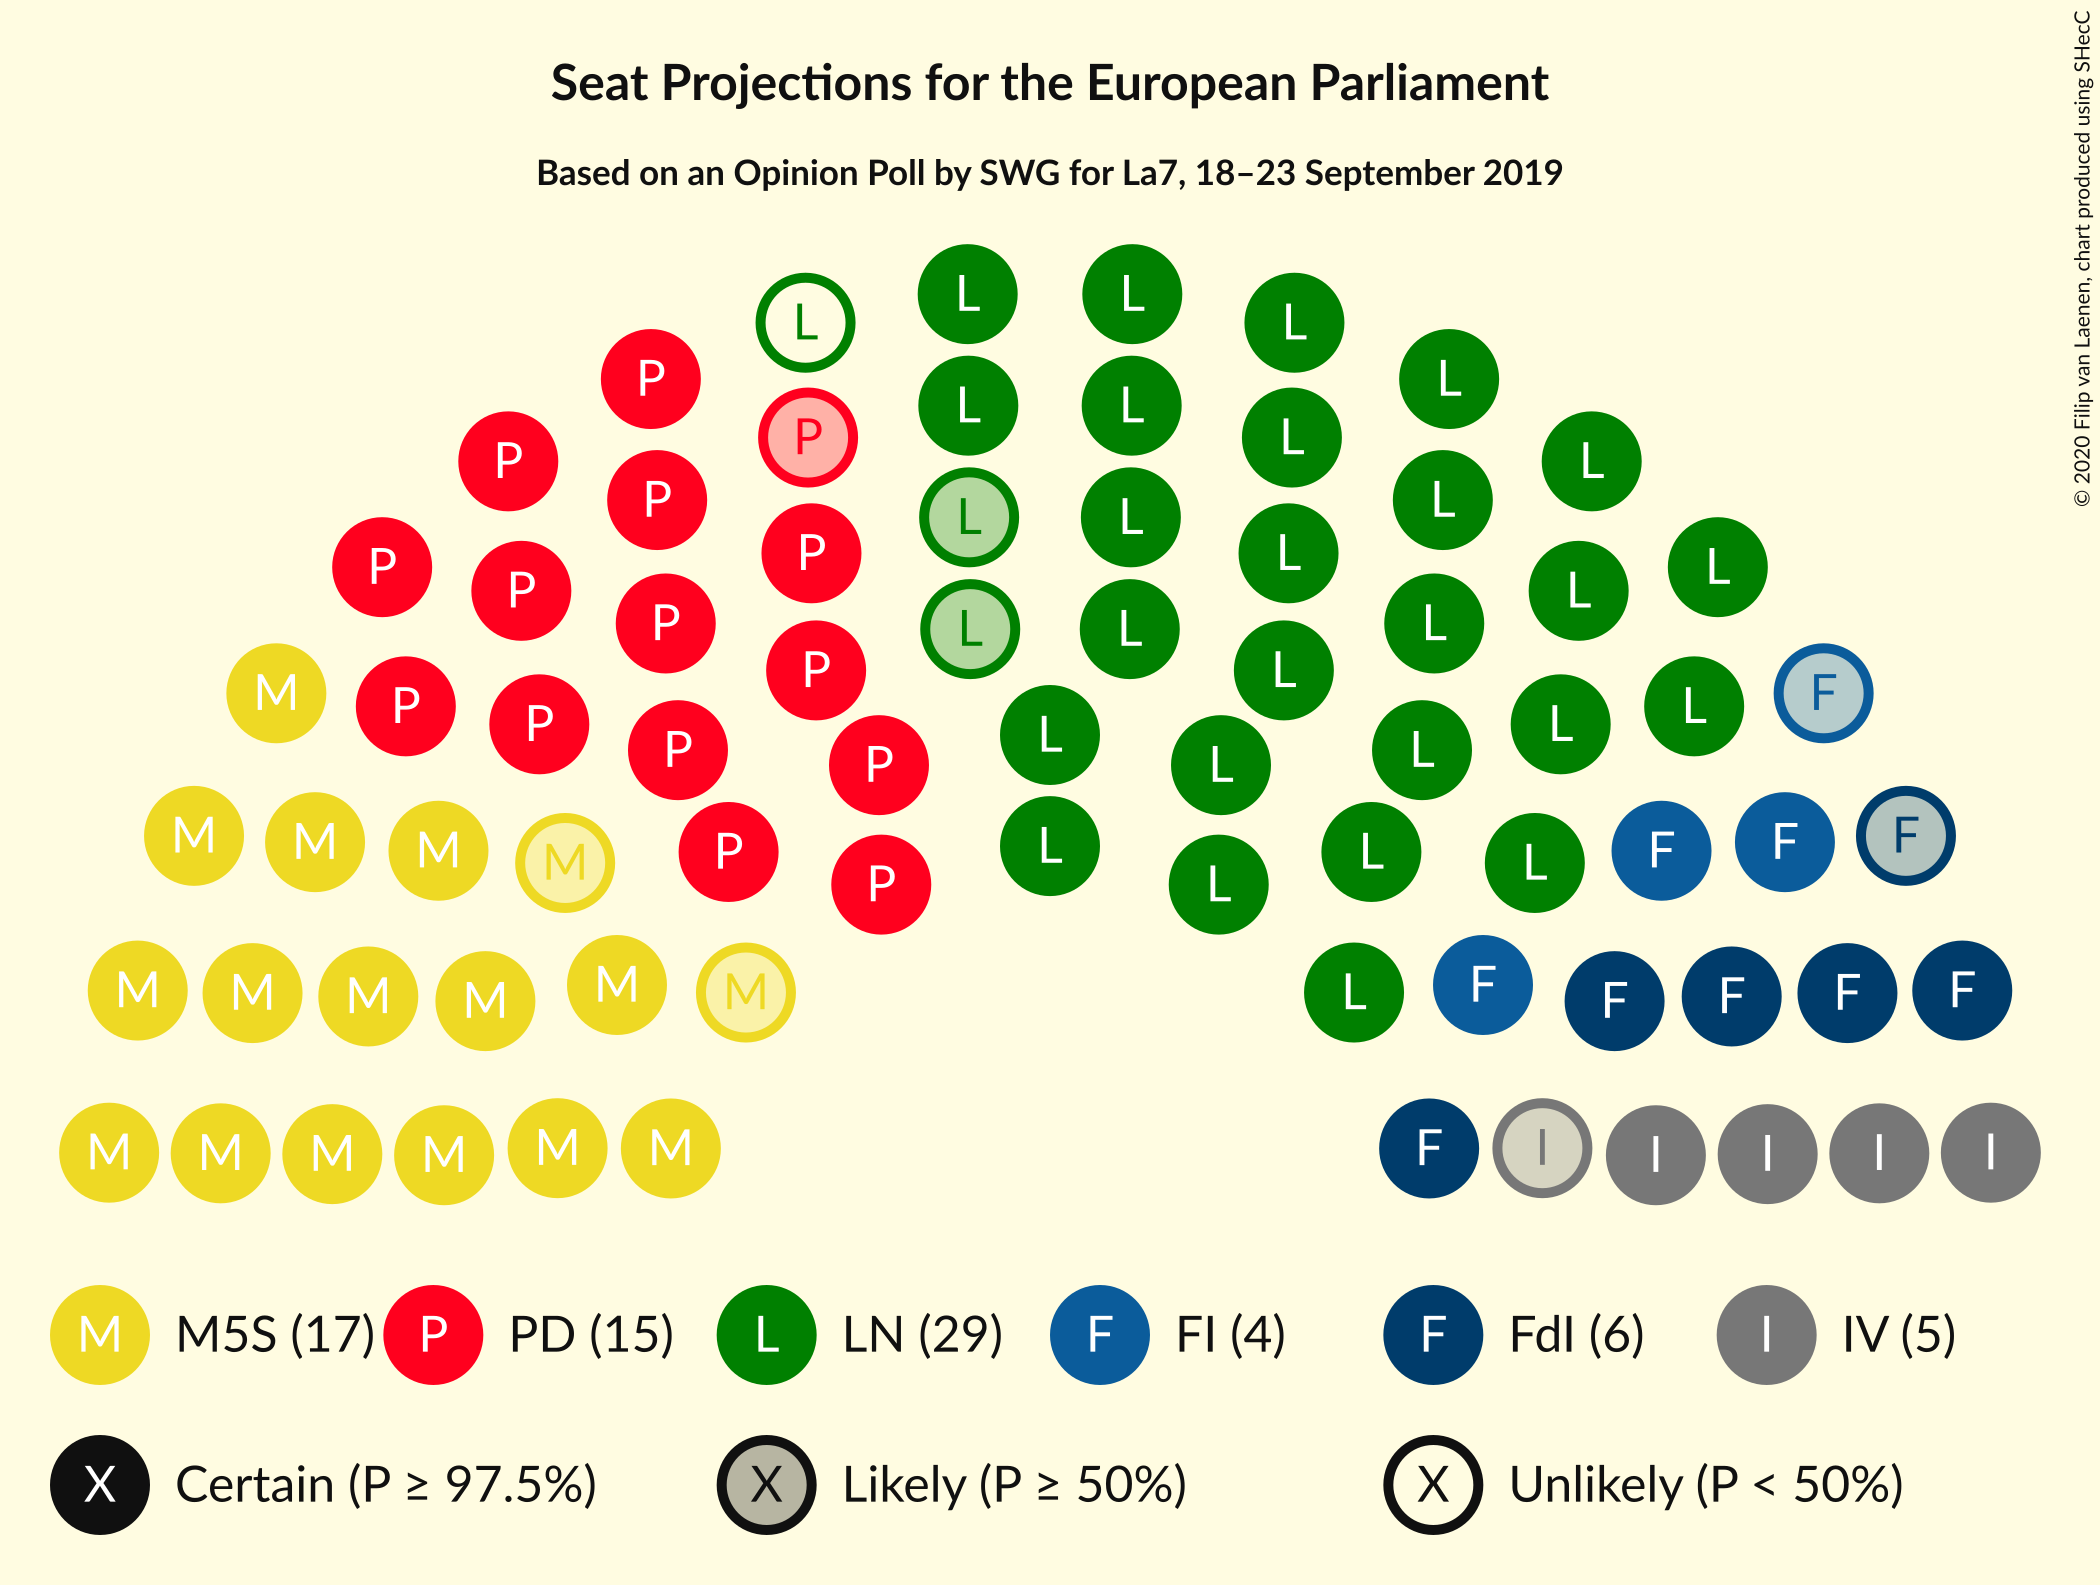 Seat Projections for the European Parliament
Based on an Opinion Poll by SWG for La7, 18–23 September 2019
© 2020 Filip van Laenen, chart produced using SHecC
L L
L L
P L
L L
P P
P L L L
P L
L L
P L
P L L
P L
P L
P P
L L
P L
M P P L L F
P L
L
P L
P L
M M M M F F F
P L L L
P L
M M M M M M L F F F F F
M M M M M M F I I I I I
M M5S (17) P PD (15) L LN (29) F FI (4) F FdI (6) I IV (5)
X Certain (P ≥ 97.5%) X Likely (P ≥ 50%) X Unlikely (P < 50%)